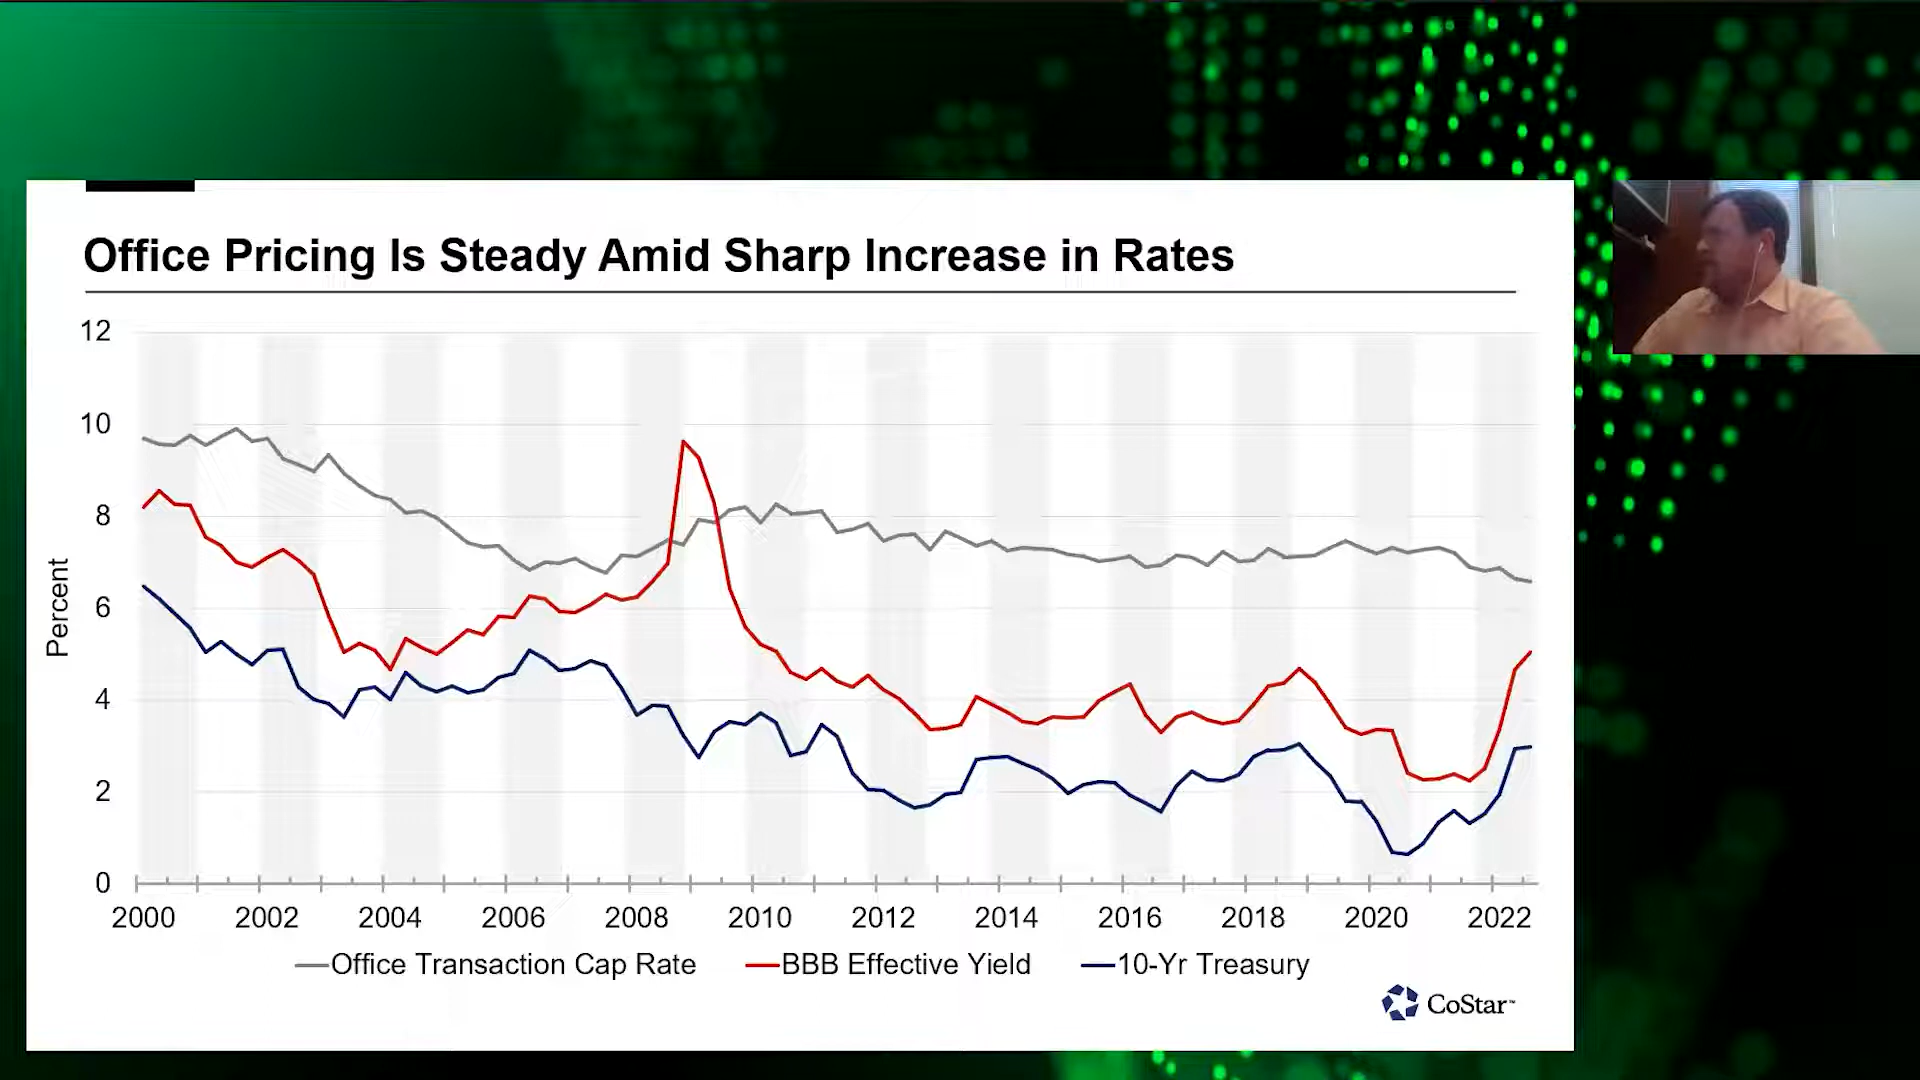 Office Pricing Is Steady Amid Sharp Increase in Rates
12
10
8
6
4
2
0
Percent
2000 2002 2004 2006 2008 2010 2012 2014 2016 2018 2020 2022
Office Transaction Cap Rate BBB Effective Yield 10-Yr Treasury
CoStar™